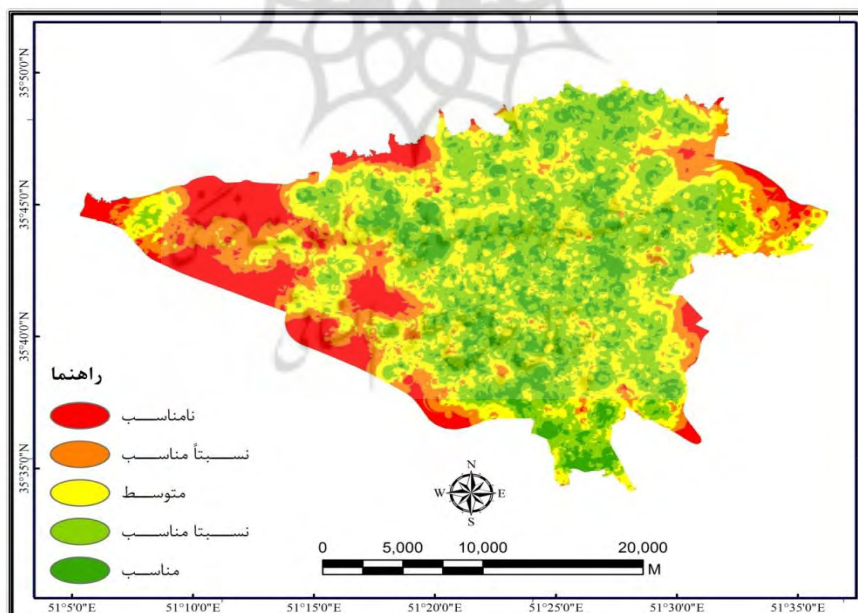 35°50'0"N
35°45'0"N
35°40'0"N
35°35'0"N
راهنما
نامناسب
نسبتاً مناسب
متوسط
نسبتا مناسب
مناسب
N
W E
S
0 5,000 10,000 20,000
M
51°5'0"E 51°10'0"E 51°15'0"E 51°20'0"E 51°25'0"E 51°30'0"E 51°35'0"E